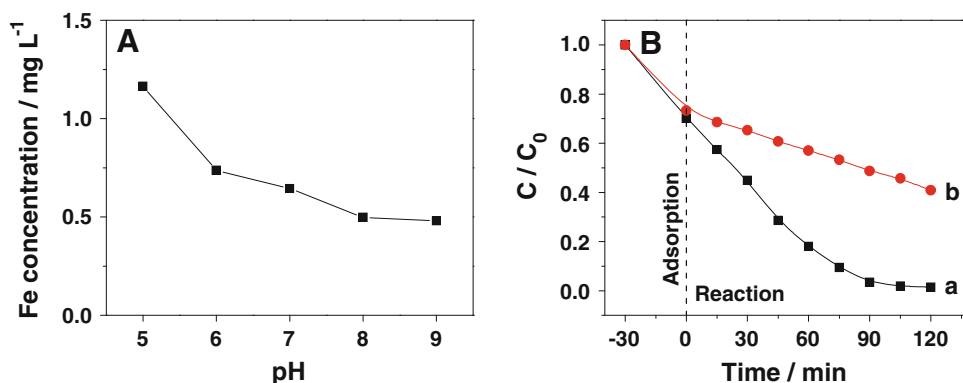 A
Fe concentration / mg L⁻¹
1.5
1.0
0.5
0.0
5 6 7 8 9
pH
B
C / C₀
1.0
0.8
0.6
0.4
0.2
0.0
Adsorption
Reaction
b
a
-30 0 30 60 90 120
Time / min